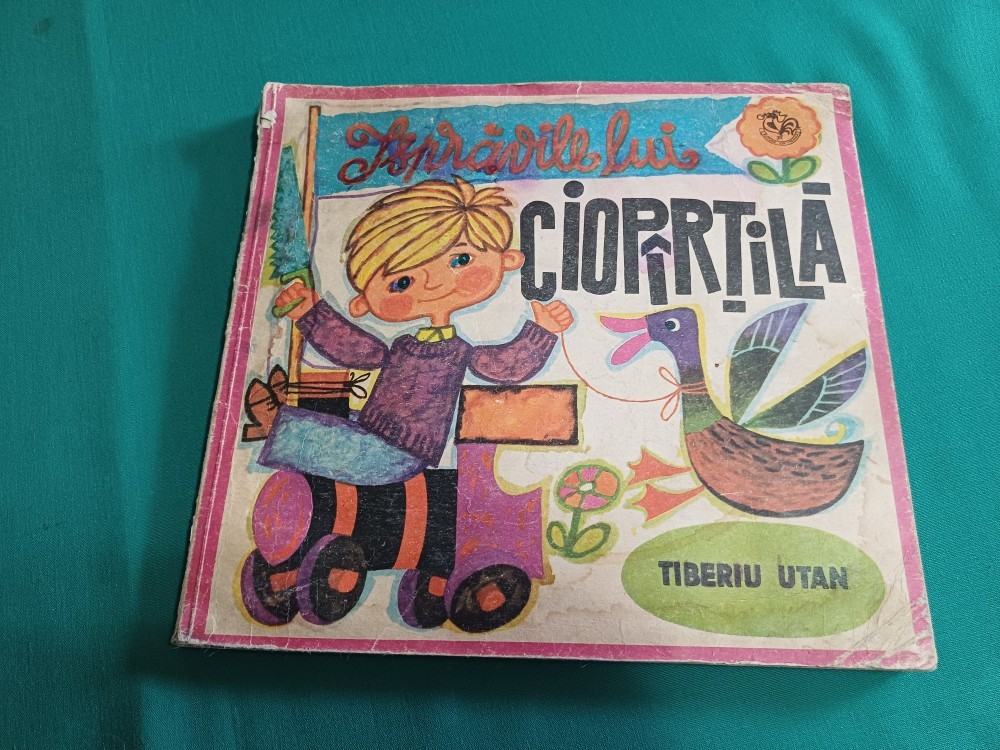 Isprăvile lui
CIOPÎRȚILĂ
TIBERIU UTAN